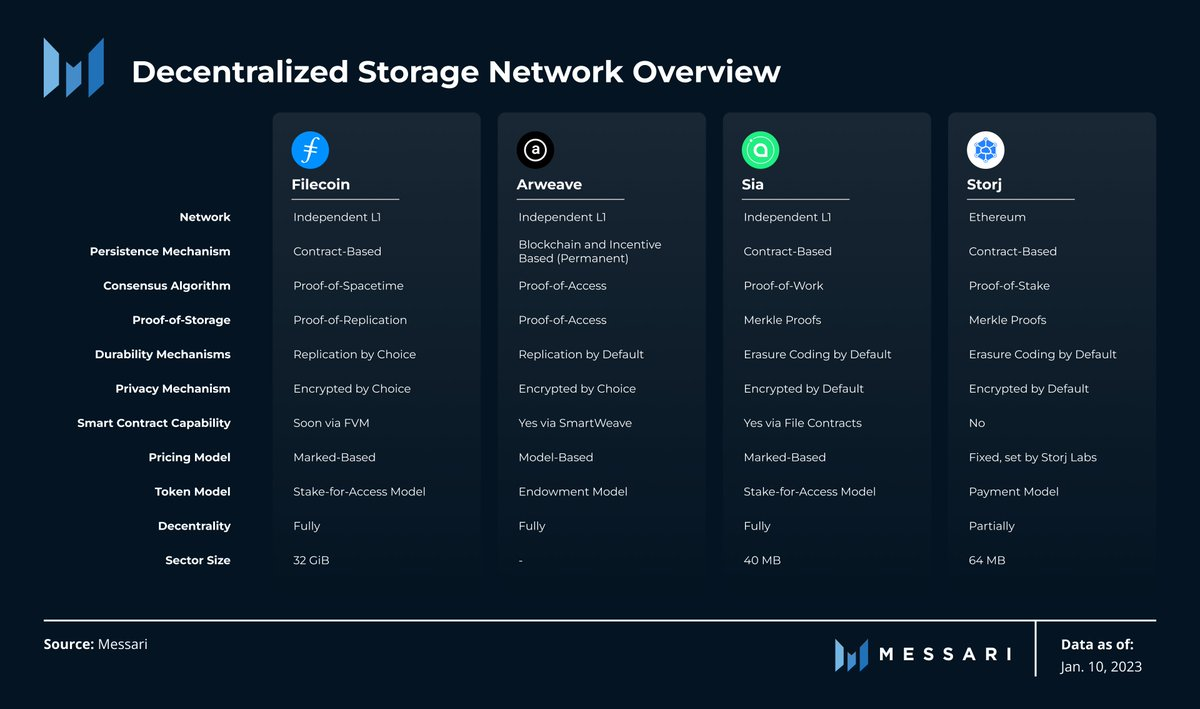 Decentralized Storage Network Overview
Filecoin Arweave Sia Storj
Network Independent L1 Independent L1 Independent L1 Ethereum
Persistence Mechanism Contract-Based Blockchain and Incentive Based (Permanent) Contract-Based Contract-Based
Consensus Algorithm Proof-of-Spacetime Proof-of-Access Proof-of-Work Proof-of-Stake
Proof-of-Storage Proof-of-Replication Proof-of-Access Merkle Proofs Merkle Proofs
Durability Mechanisms Replication by Choice Replication by Default Erasure Coding by Default Erasure Coding by Default
Privacy Mechanism Encrypted by Choice Encrypted by Choice Encrypted by Default Encrypted by Default
Smart Contract Capability Soon via FVM Yes via SmartWeave Yes via File Contracts No
Pricing Model Marked-Based Model-Based Marked-Based Fixed, set by Storj Labs
Token Model Stake-for-Access Model Endowment Model Stake-for-Access Model Payment Model
Decentrality Fully Fully Fully Partially
Sector Size 32 GiB - 40 MB 64 MB
Source: Messari
MESSARI
Data as of:
Jan. 10, 2023